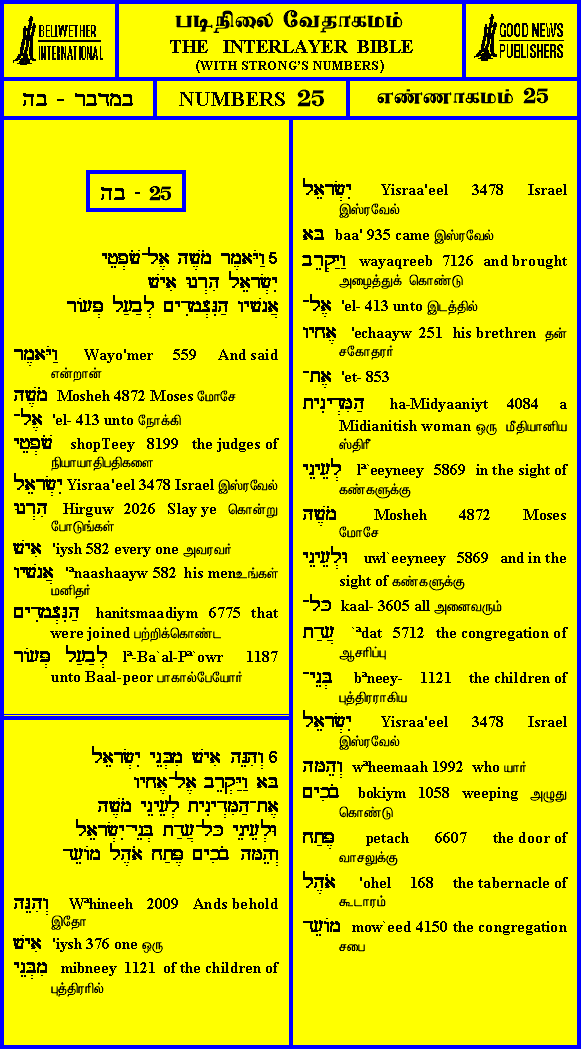 BELLWETHER
INTERNATIONAL
படிநிலை வேதாகமம்
THE INTERLAYER BIBLE
(WITH STRONG'S NUMBERS)
GOOD NEWS
PUBLISHERS
במדבר - בה
NUMBERS 25
எண்ணாகமம் 25
בה - 25
5 וַיֹּאמֶר מֹשֶׁה אֶל־שֹׁפְטֵי
יִשְׂרָאֵל הִרְגוּ אִישׁ
אֲנָשָׁיו הַנִּצְמָדִים לְבַעַל פְּעוֹר
וַיֹּאמֶר Wayo'mer 559 And said
என்றான்
מֹשֶׁה Mosheh 4872 Moses மோசே
אֶל־ 'el- 413 unto நோக்கி
שֹׁפְטֵי shopTeey 8199 the judges of
நியாயாதிபதிகளை
יִשְׂרָאֵל Yisraa'eel 3478 Israel இஸ்ரவேல்
הִרְגוּ Hirguw 2026 Slay ye கொன்று
போடுங்கள்
אִישׁ 'iysh 582 every one அவரவர்
אֲנָשָׁיו 'ªnaashaayw 582 his menஉங்கள்
மனிதர்
הַנִּצְמָדִים hanitsmaadiym 6775 that
were joined பற்றிக்கொண்ட
לְבַעַל פְּעוֹר lª-Ba`al-Pª`owr 1187
unto Baal-peor பாகால்பேயோர்
6 וְהִנֵּה אִישׁ מִבְּנֵי יִשְׂרָאֵל
בָּא וַיַּקְרֵב אֶל־אֶחָיו
אֶת־הַמִּדְיָנִית לְעֵינֵי מֹשֶׁה
וּלְעֵינֵי כָּל־עֲדַת בְּנֵי־יִשְׂרָאֵל
וְהֵמָּה בֹכִים פֶּתַח אֹהֶל מוֹעֵד
וְהִנֵּה Wªhineeh 2009 Ands behold
இதோ
אִישׁ 'iysh 376 one ஒரு
מִבְּנֵי mibneey 1121 of the children of
புத்திரரில்
יִשְׂרָאֵל Yisraa'eel 3478 Israel
இஸ்ரவேல்
בָּא baa' 935 came இஸ்ரவேல்
וַיַּקְרֵב wayaqreeb 7126 and brought
அழைத்துக் கொண்டு
אֶל־ 'el- 413 unto இடத்தில்
אֶחָיו 'echaayw 251 his brethren தன்
சகோதரர்
אֶת־ 'et- 853
הַמִּדְיָנִית ha-Midyaaniyt 4084 a
Midianitish woman ஒரு மீதியானிய
ஸ்திரீ
לְעֵינֵי lª`eeyneey 5869 in the sight of
கண்களுக்கு
מֹשֶׁה Mosheh 4872 Moses
மோசே
וּלְעֵינֵי uwl`eeyneey 5869 and in the
sight of கண்களுக்கு
כָּל־ kaal- 3605 all அனைவரும்
עֲדַת `ªdat 5712 the congregation of
ஆசரிப்பு
בְּנֵי־ bªneey- 1121 the children of
புத்திரராகிய
יִשְׂרָאֵל Yisraa'eel 3478 Israel
இஸ்ரவேல்
וְהֵמָּה wªheemaah 1992 who யார்
בֹכִים bokiym 1058 weeping அழுது
கொண்டு
פֶּתַח petach 6607 the door of
வாசலுக்கு
אֹהֶל 'ohel 168 the tabernacle of
கூடாரம்
מוֹעֵד mow`eed 4150 the congregation
சபை